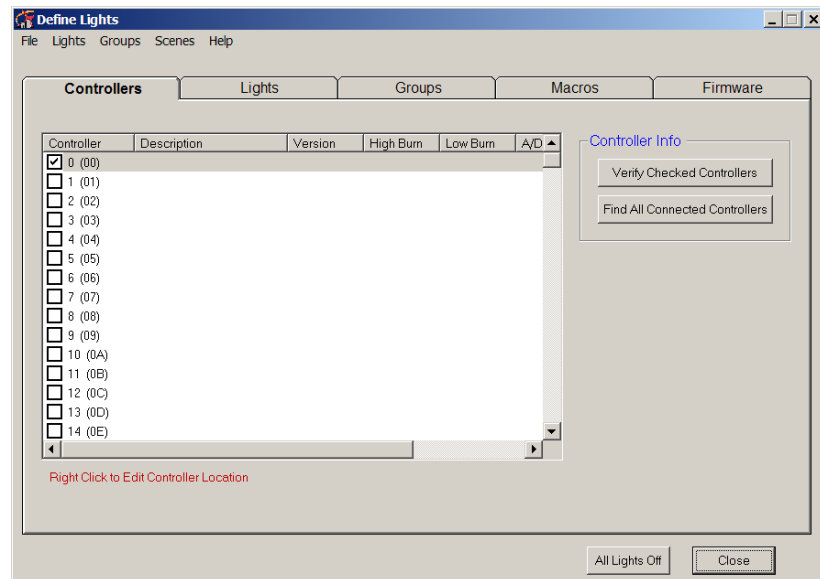 Define Lights
File Lights Groups Scenes Help
Controllers Lights Groups Macros Firmware
Controller Description Version High Burn Low Burn A/D
Controller Info
0 (00)
Verify Checked Controllers
1 (01)
2 (02)
Find All Connected Controllers
3 (03)
4 (04)
5 (05)
6 (06)
7 (07)
8 (08)
9 (09)
10 (0A)
11 (0B)
12 (0C)
13 (0D)
14 (0E)
Right Click to Edit Controller Location
All Lights Off Close